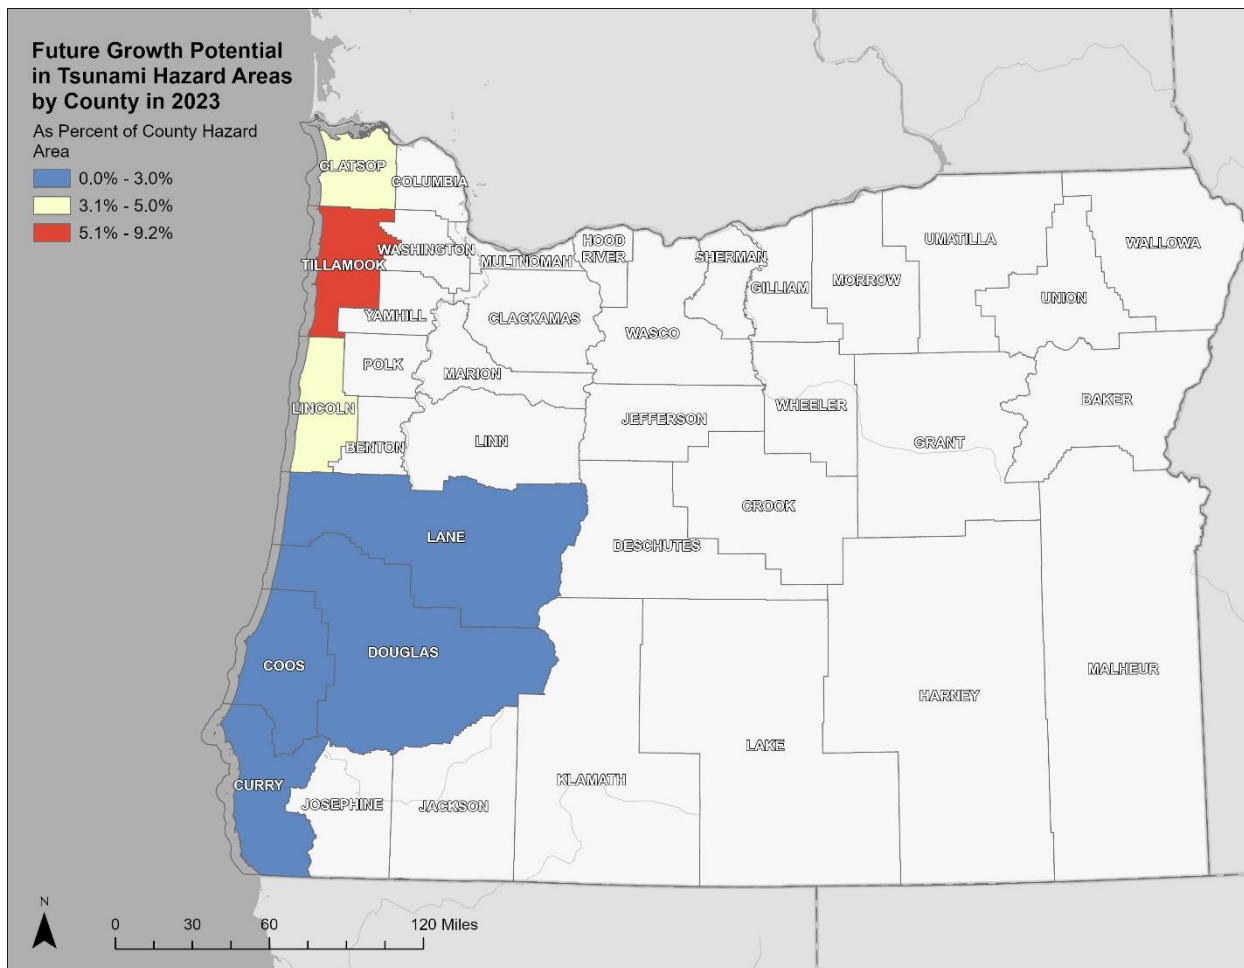 Future Growth Potential
in Tsunami Hazard Areas
by County in 2023
As Percent of County Hazard
Area
0.0% - 3.0%
3.1% - 5.0%
5.1% - 9.2%
CLATSOP
COLUMBIA
TILLAMOOK
WASHINGTON
MULTNOMAH
HOOD
RIVER
SHERMAN
GILLIAM
MORROW
UMATILLA
UNION
WALLOWA
YAMHILL
CLACKAMAS
WASCO
POLK
MARION
LINCOLN
BENTON
LINN
JEFFERSON
WHEELER
GRANT
BAKER
CROOK
LANE
DESCHUTES
COOS
DOUGLAS
MALHEUR
HARNEY
LAKE
CURRY
JOSEPHINE
JACKSON
KLAMATH
N
0 30 60 120 Miles